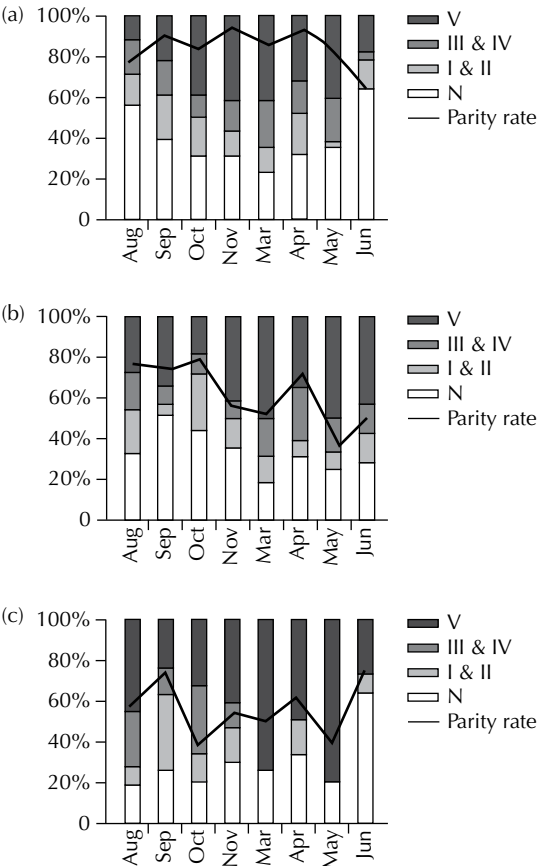 (a)
100%
80%
60%
40%
20%
0
Aug
Sep
Oct
Nov
Mar
Apr
May
Jun
V
III & IV
I & II
N
Parity rate
(b)
100%
80%
60%
40%
20%
0
Aug
Sep
Oct
Nov
Mar
Apr
May
Jun
V
III & IV
I & II
N
Parity rate
(c)
100%
80%
60%
40%
20%
0
Aug
Sep
Oct
Nov
Mar
Apr
May
Jun
V
III & IV
I & II
N
Parity rate